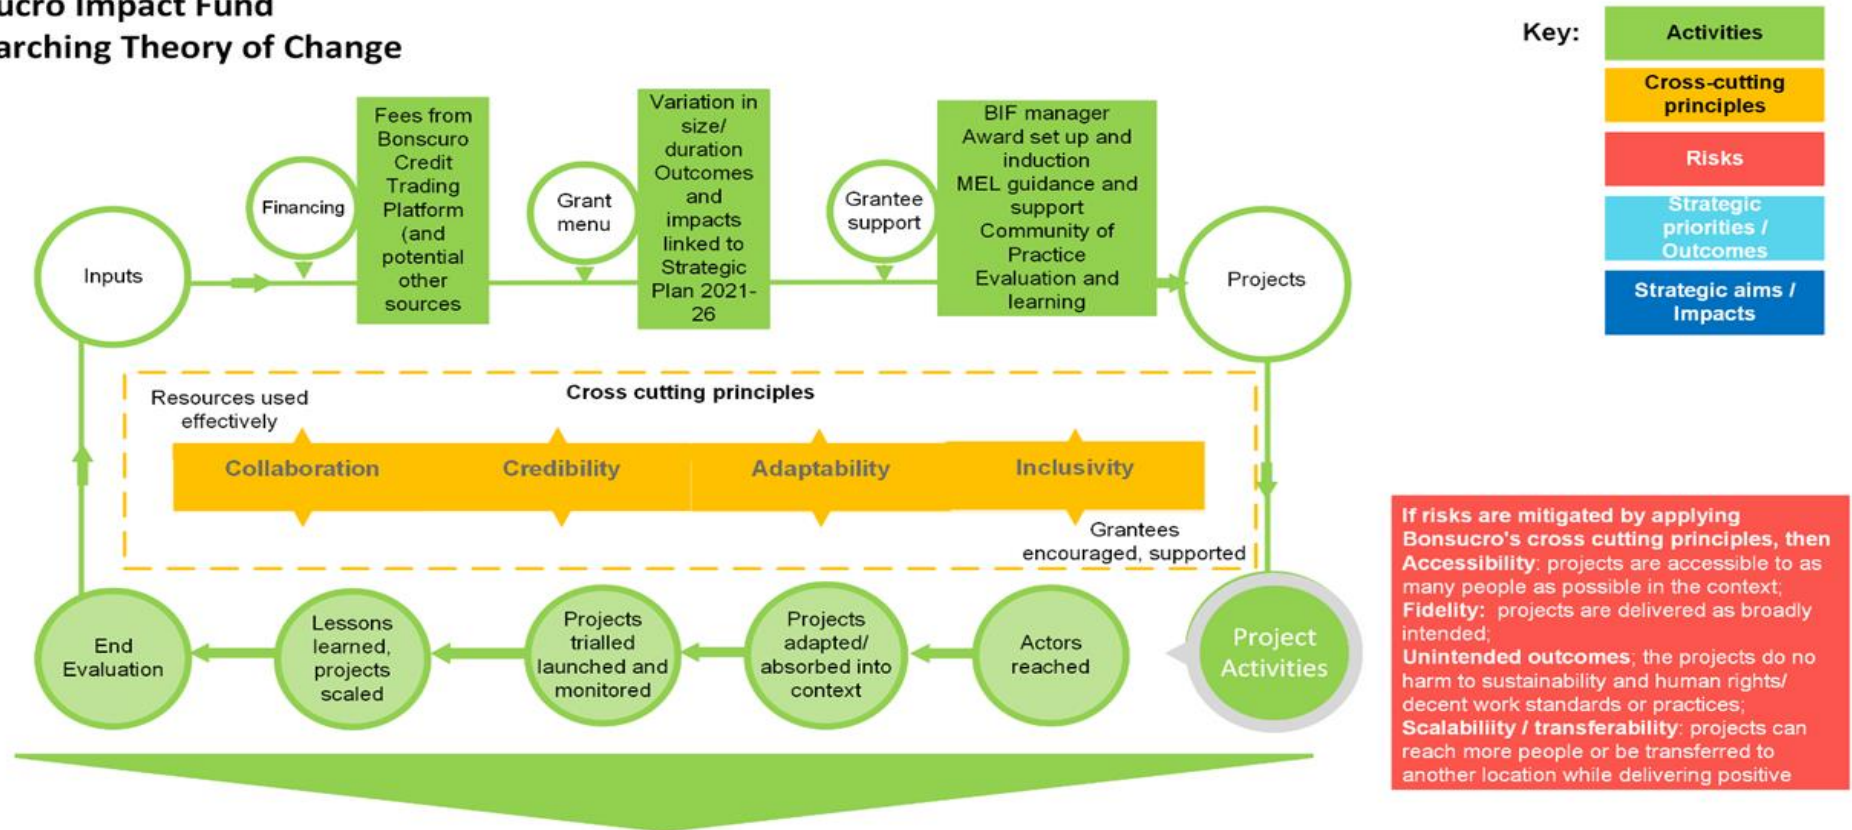 ucro Impact Fund
arching Theory of Change
Key:
Activities
Cross-cutting
principles
Risks
Strategic
priorities /
Outcomes
Strategic aims /
Impacts
Inputs
Financing
Fees from
Bonscuro
Credit
Trading
Platform
(and
potential
other
sources
Grant
menu
Variation in
size/
duration
Outcomes
and
impacts
linked to
Strategic
Plan 2021-
26
Grantee
support
BIF manager
Award set up and
induction
MEL guidance and
support
Community of
Practice
Evaluation and
learning
Projects
Cross cutting principles
Resources used
effectively
Collaboration
Credibility
Adaptability
Inclusivity
Grantees
encouraged, supported
End
Evaluation
Lessons
learned,
projects
scaled
Projects
trialled
launched and
monitored
Projects
adapted/
absorbed into
context
Actors
reached
Project
Activities
If risks are mitigated by applying
Bonsucro's cross cutting principles, then
Accessibility: projects are accessible to as
many people as possible in the context;
Fidelity: projects are delivered as broadly
intended;
Unintended outcomes; the projects do no
harm to sustainability and human rights/
decent work standards or practices;
Scalabiliity / transferability: projects can
reach more people or be transferred to
another location while delivering positive